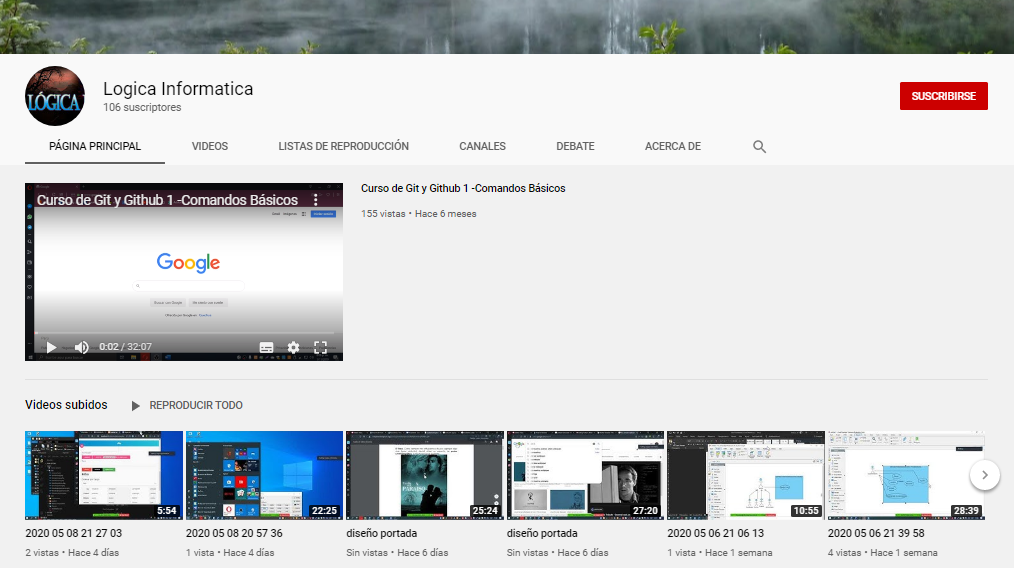 LÓGICA
Logica Informatica
106 suscriptores
SUSCRIBIRSE
PÁGINA PRINCIPAL VIDEOS LISTAS DE REPRODUCCIÓN CANALES DEBATE ACERCA DE
Curso de Git y Github 1 -Comandos Básicos
Google
0:02 / 32:07
Curso de Git y Github 1 -Comandos Básicos
155 vistas • Hace 6 meses
Videos subidos REPRODUCIR TODO
5:54 22:25 25:24 27:20 10:55 28:39
2020 05 08 21 27 03 2020 05 08 20 57 36 diseño portada diseño portada 2020 05 06 21 06 13 2020 05 06 21 39 58
2 vistas • Hace 4 días 1 vista • Hace 4 días Sin vistas • Hace 6 días Sin vistas • Hace 6 días 1 vista • Hace 1 semana 4 vistas • Hace 1 semana